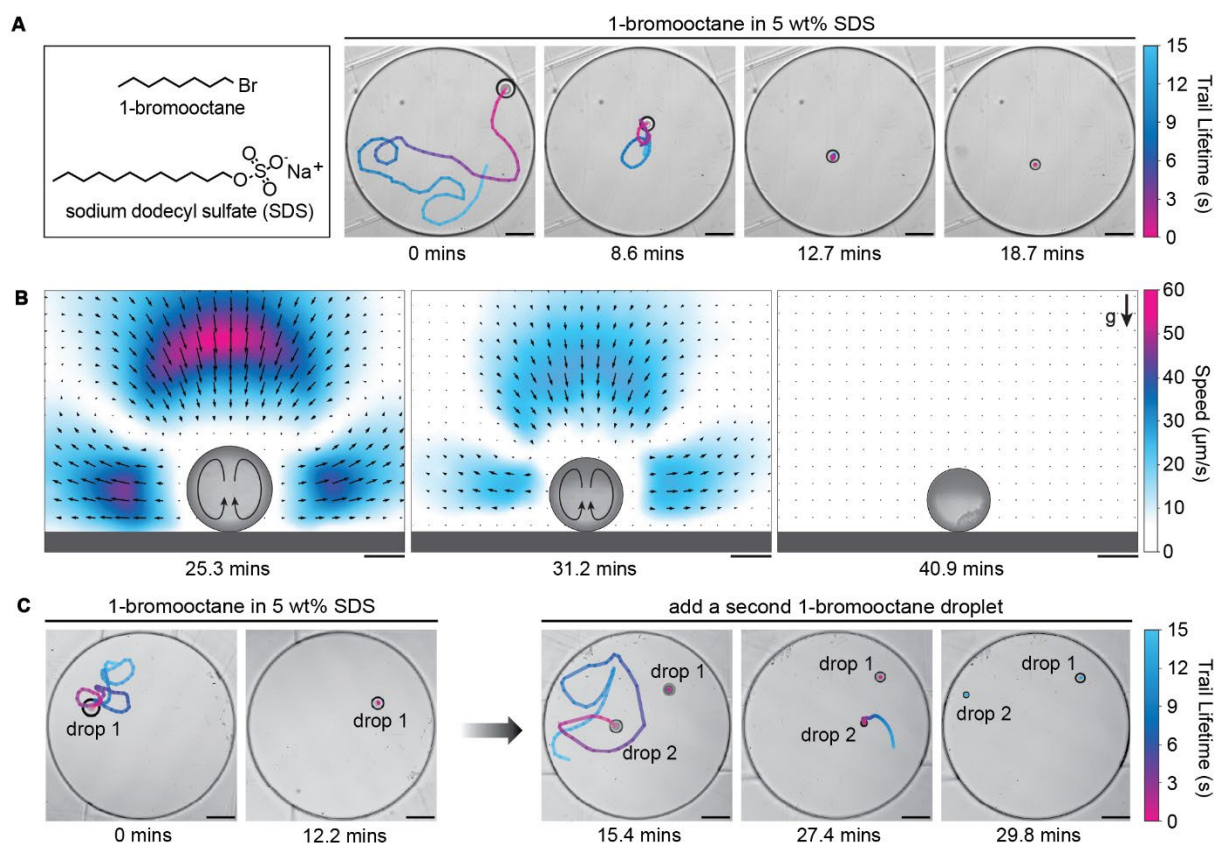 A
1-bromooctane in 5 wt% SDS
Br
1-bromooctane
O
O
S
O
O⁻
Na⁺
sodium dodecyl sulfate (SDS)
0 mins
8.6 mins
12.7 mins
18.7 mins
15
12
9
6
3
0
Trail Lifetime (s)
B
g
25.3 mins
31.2 mins
40.9 mins
60
50
40
30
20
10
0
Speed (µm/s)
C
1-bromooctane in 5 wt% SDS
add a second 1-bromooctane droplet
drop 1
0 mins
drop 1
12.2 mins
drop 1
drop 2
15.4 mins
drop 1
drop 2
27.4 mins
drop 1
drop 2
29.8 mins
15
12
9
6
3
0
Trail Lifetime (s)